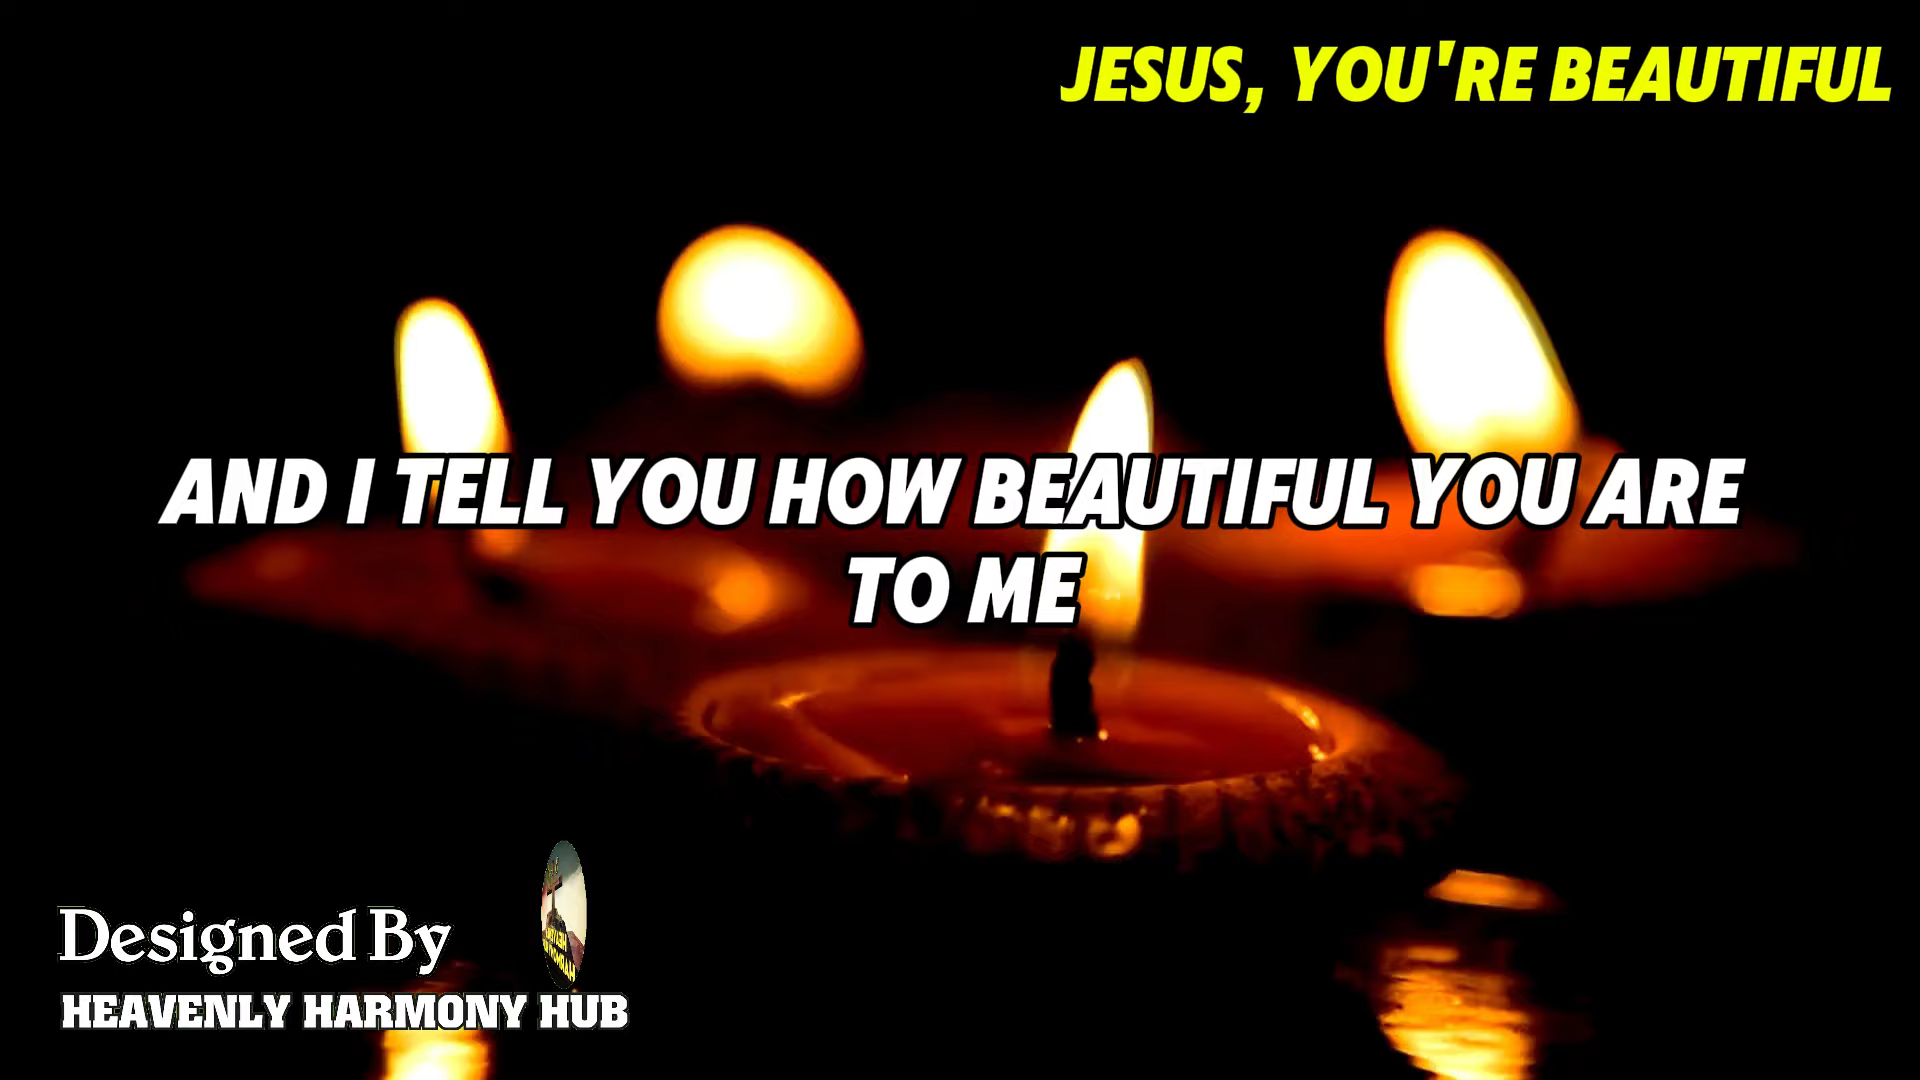 JESUS, YOU'RE BEAUTIFUL
AND I TELL YOU HOW BEAUTIFUL YOU ARE
TO ME
Designed By
HEAVENLY HARMONY HUB